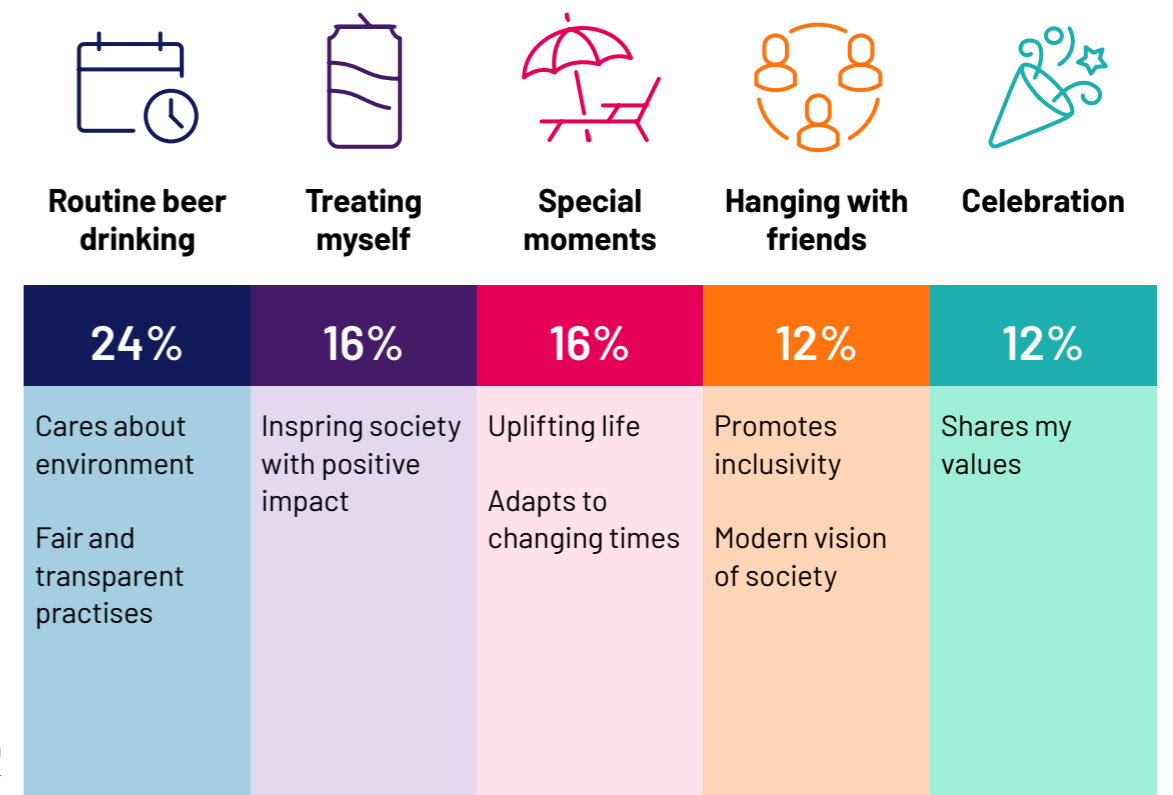 Routine beer
drinking
Treating
myself
Special
moments
Hanging with
friends
Celebration
24%
16%
16%
12%
12%
Cares about
environment
Fair and
transparent
practises
Inspring society
with positive
impact
Uplifting life
Adapts to
changing times
Promotes
inclusivity
Modern vision
of society
Shares my
values